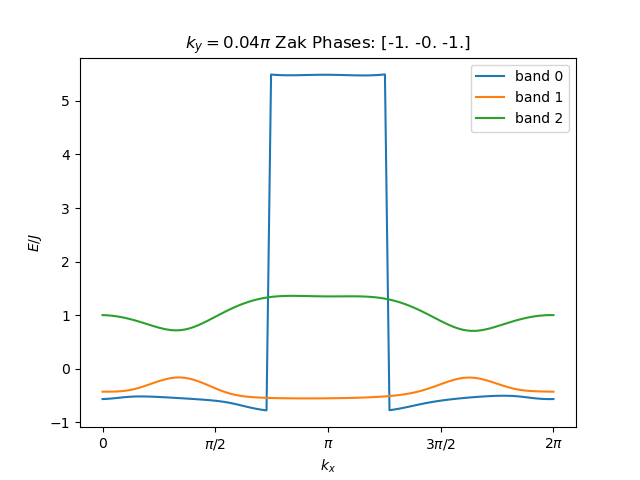 k_y = 0.04π Zak Phases: [-1. -0. -1.]
band 0
band 1
band 2
5
4
3
2
1
0
−1
E/J
0
π/2
π
3π/2
2π
k_x